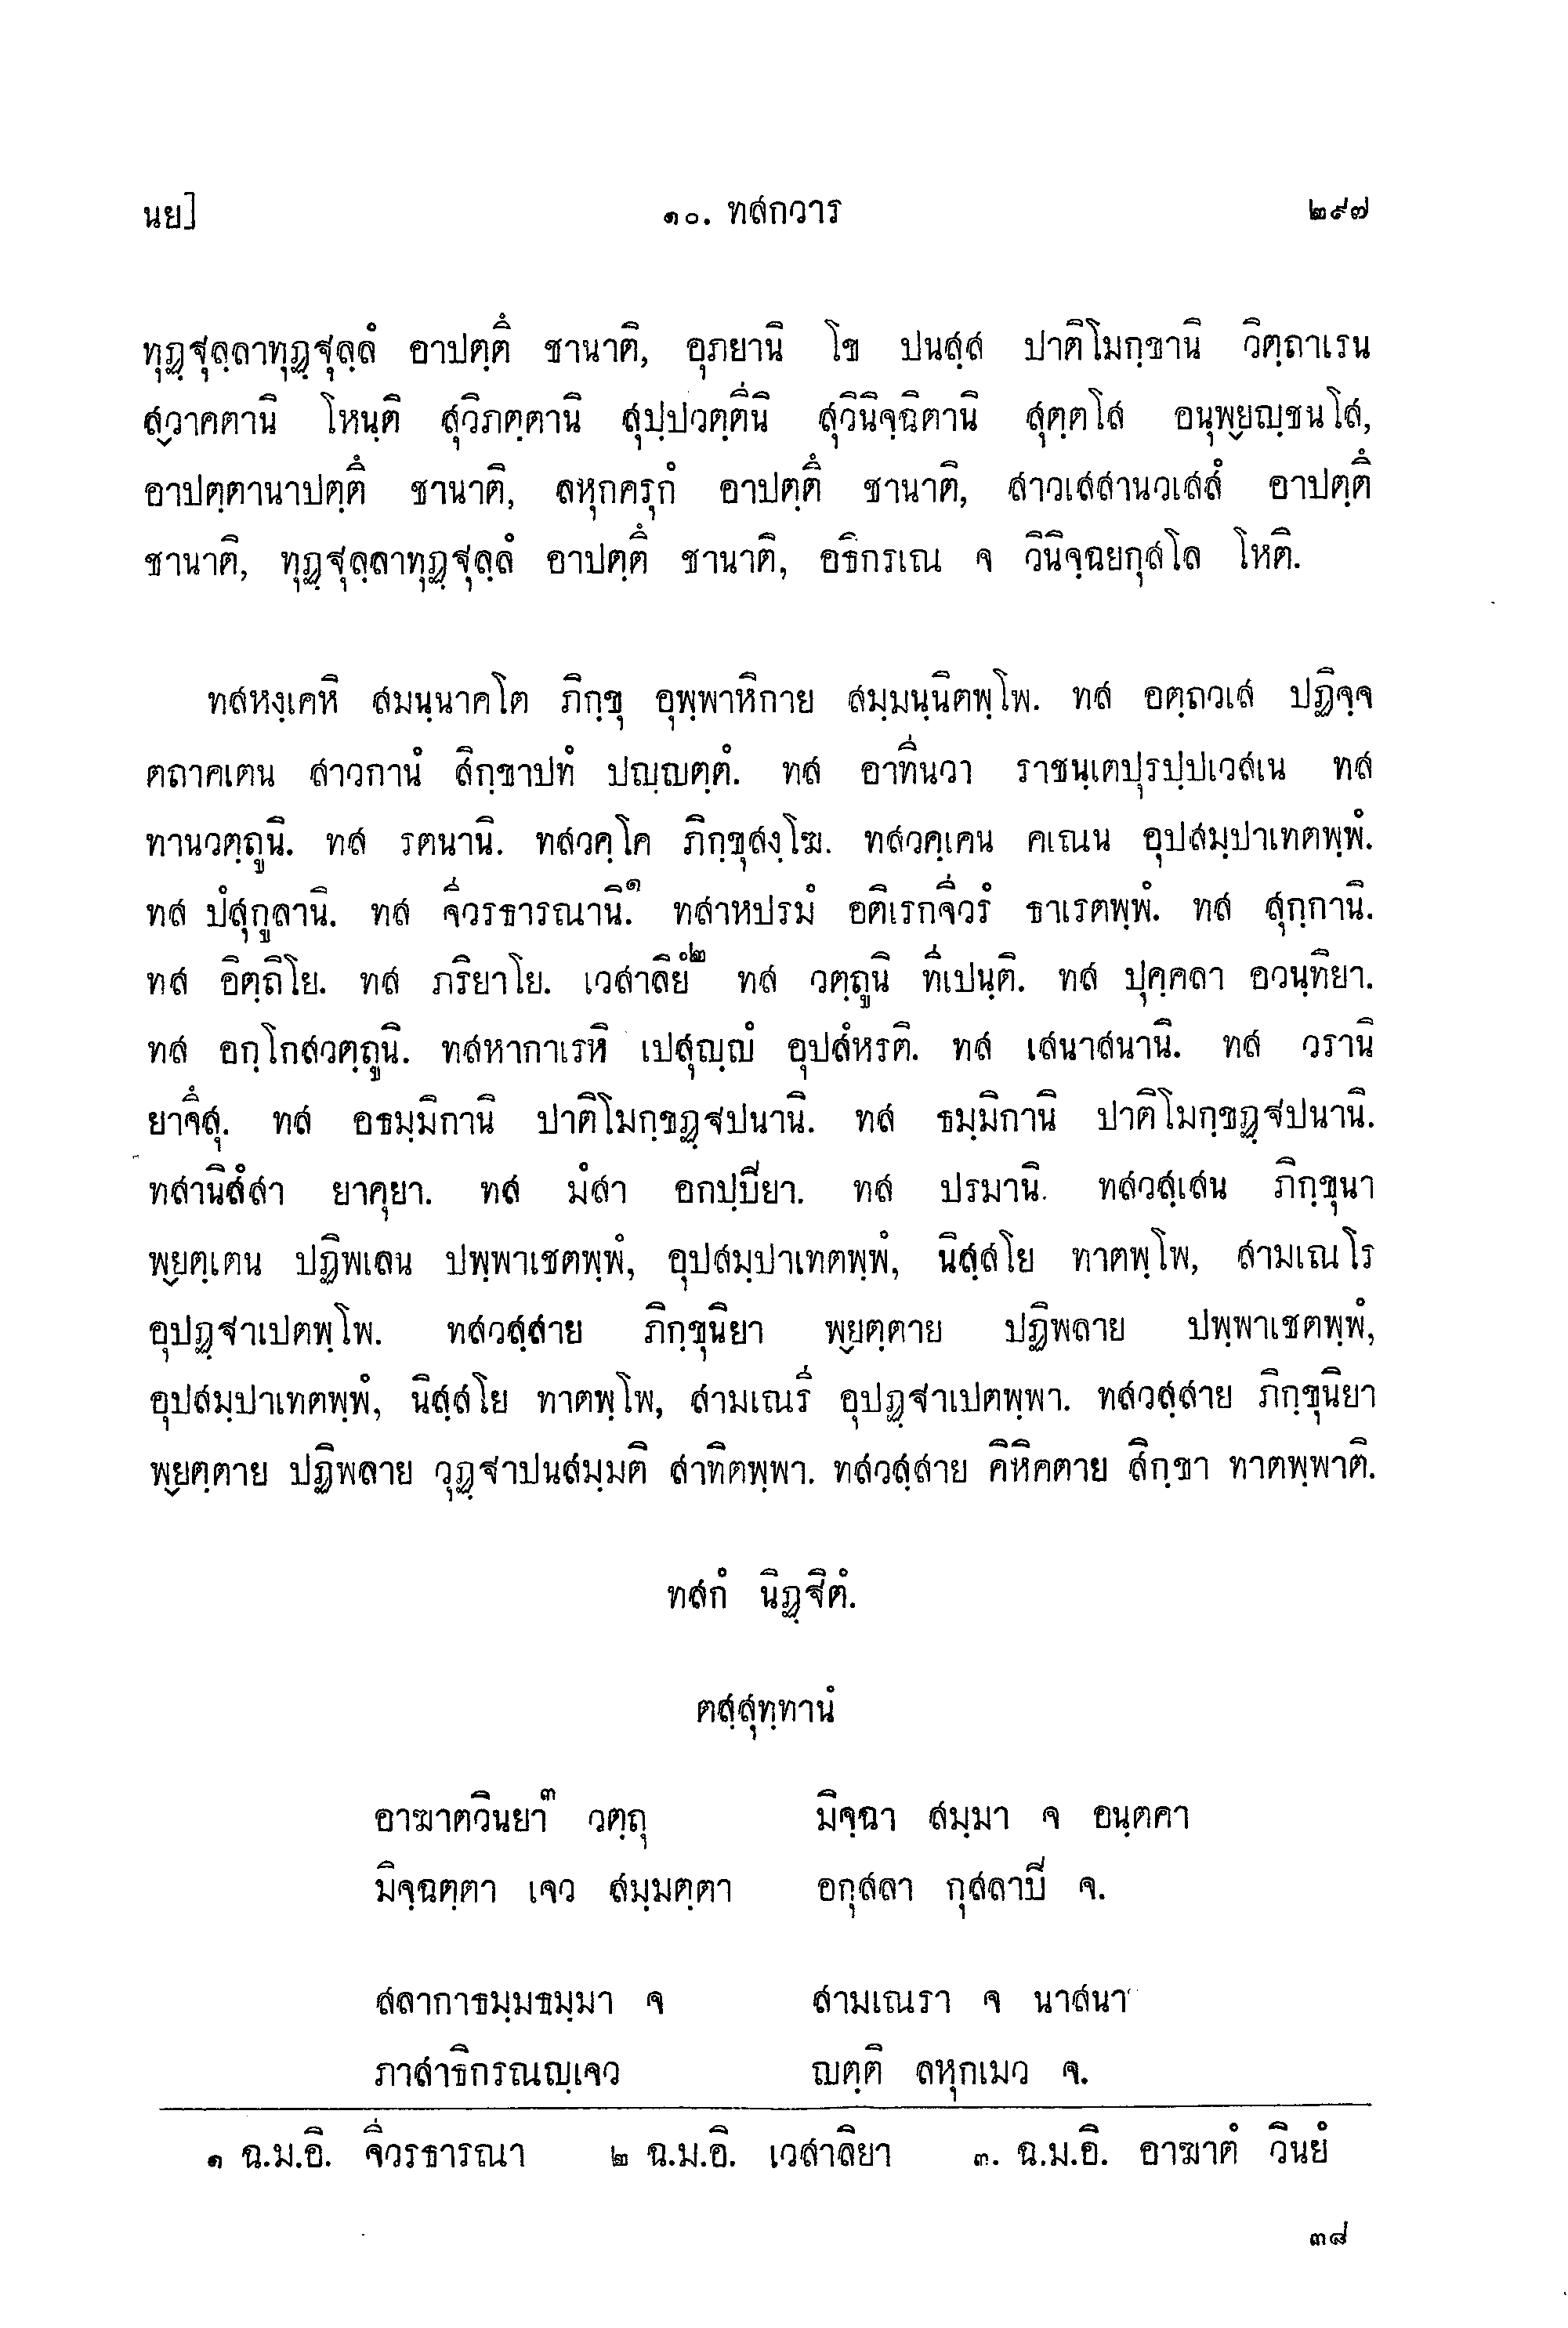 นย]
๑๐. ทสกวาร
๒๙๗
ทุฏฺฐุลฺลาทุฏฺฐุลฺลํ อาปตฺตึ ชานาติ, อุภยานิ โข ปนสฺส ปาติโมกฺขานิ วิตฺถาเรน
สฺวาคตานิ โหนฺติ สุวิภตฺตานิ สุปฺปวตฺตีนิ สุวินิจฺฉิตานิ สุตฺตโส อนุพฺยญฺชนโส,
อาปตฺตานาปตฺตึ ชานาติ, ลหุกครุกํ อาปตฺตึ ชานาติ, สาวเสสานวเสสํ อาปตฺตึ
ชานาติ, ทุฏฺฐุลฺลาทุฏฺฐุลฺลํ อาปตฺตึ ชานาติ, อธิกรเณ จ วินิจฺฉยกุสโล โหติ.
ทสหงฺเคหิ สมนฺนาคโต ภิกฺขุ อุพฺพาหิกาย สมฺมนฺนิตพฺโพ. ทส อตฺถวเส ปฏิจฺจ
ตถาคเตน สาวกานํ สิกฺขาปทํ ปญฺญตฺตํ. ทส อาทีนวา ราชนฺเตปุรปฺปเวสเน ทส
ทานวตฺถูนิ. ทส รตนานิ. ทสวคฺโค ภิกฺขุสงฺโฆ. ทสวคฺเคน คเณน อุปสมฺปาเทตพฺพํ.
ทส ปํสุกูลานิ. ทส จีวรธารณานิ.๑ ทสาหปรมํ อติเรกจีวรํ ธาเรตพฺพํ. ทส สุกฺกานิ.
ทส อิตฺถิโย. ทส ภริยาโย. เวสาลิยํ๒ ทส วตฺถูนิ ทีเปนฺติ. ทส ปุคฺคลา อวนฺทิยา.
ทส อกฺโกสวตฺถูนิ. ทสหากาเรหิ เปสุญฺญํ อุปสํหรติ. ทส เสนาสนานิ. ทส วรานิ
ยาจึสุ. ทส อธมฺมิกานิ ปาติโมกฺขฏฺฐปนานิ. ทส ธมฺมิกานิ ปาติโมกฺขฏฺฐปนานิ.
ทสานิสํสา ยาคุยา. ทส มํสา อกปฺปิยา. ทส ปรมานิ. ทสวสฺเสน ภิกฺขุนา
พฺยตฺเตน ปฏิพเลน ปพฺพาเชตพฺพํ, อุปสมฺปาเทตพฺพํ, นิสฺสโย ทาตพฺโพ, สามเณโร
อุปฏฺฐาเปตพฺโพ. ทสวสฺสาย ภิกฺขุนิยา พฺยตฺตาย ปฏิพลาย ปพฺพาเชตพฺพํ,
อุปสมฺปาเทตพฺพํ, นิสฺสโย ทาตพฺโพ, สามเณรี อุปฏฺฐาเปตพฺพา. ทสวสฺสาย ภิกฺขุนิยา
พฺยตฺตาย ปฏิพลาย วุฏฺฐาปนสมฺมติ สาทิตพฺพา. ทสวสฺสาย คิหิคตาย สิกฺขา ทาตพฺพาติ.
ทสกํ นิฏฺฐิตํ.
ตสฺสุทฺทานํ
อาฆาตวินยา๓ วตฺถุ มิจฺฉา สมฺมา จ อนฺตคา
มิจฺฉตฺตา เจว สมฺมตฺตา อกุสลา กุสลาปิ จ.
สลากาธมฺมธมฺมา จ สามเณรา จ นาสนา
ภาสาธิกรณญฺเจว ญตฺติ ลหุกเมว จ.
๑ ฉ.ม.อิ. จีวรธารณา ๒ ฉ.ม.อิ. เวสาลิยา ๓. ฉ.ม.อิ. อาฆาตํ วินยํ
๓๘